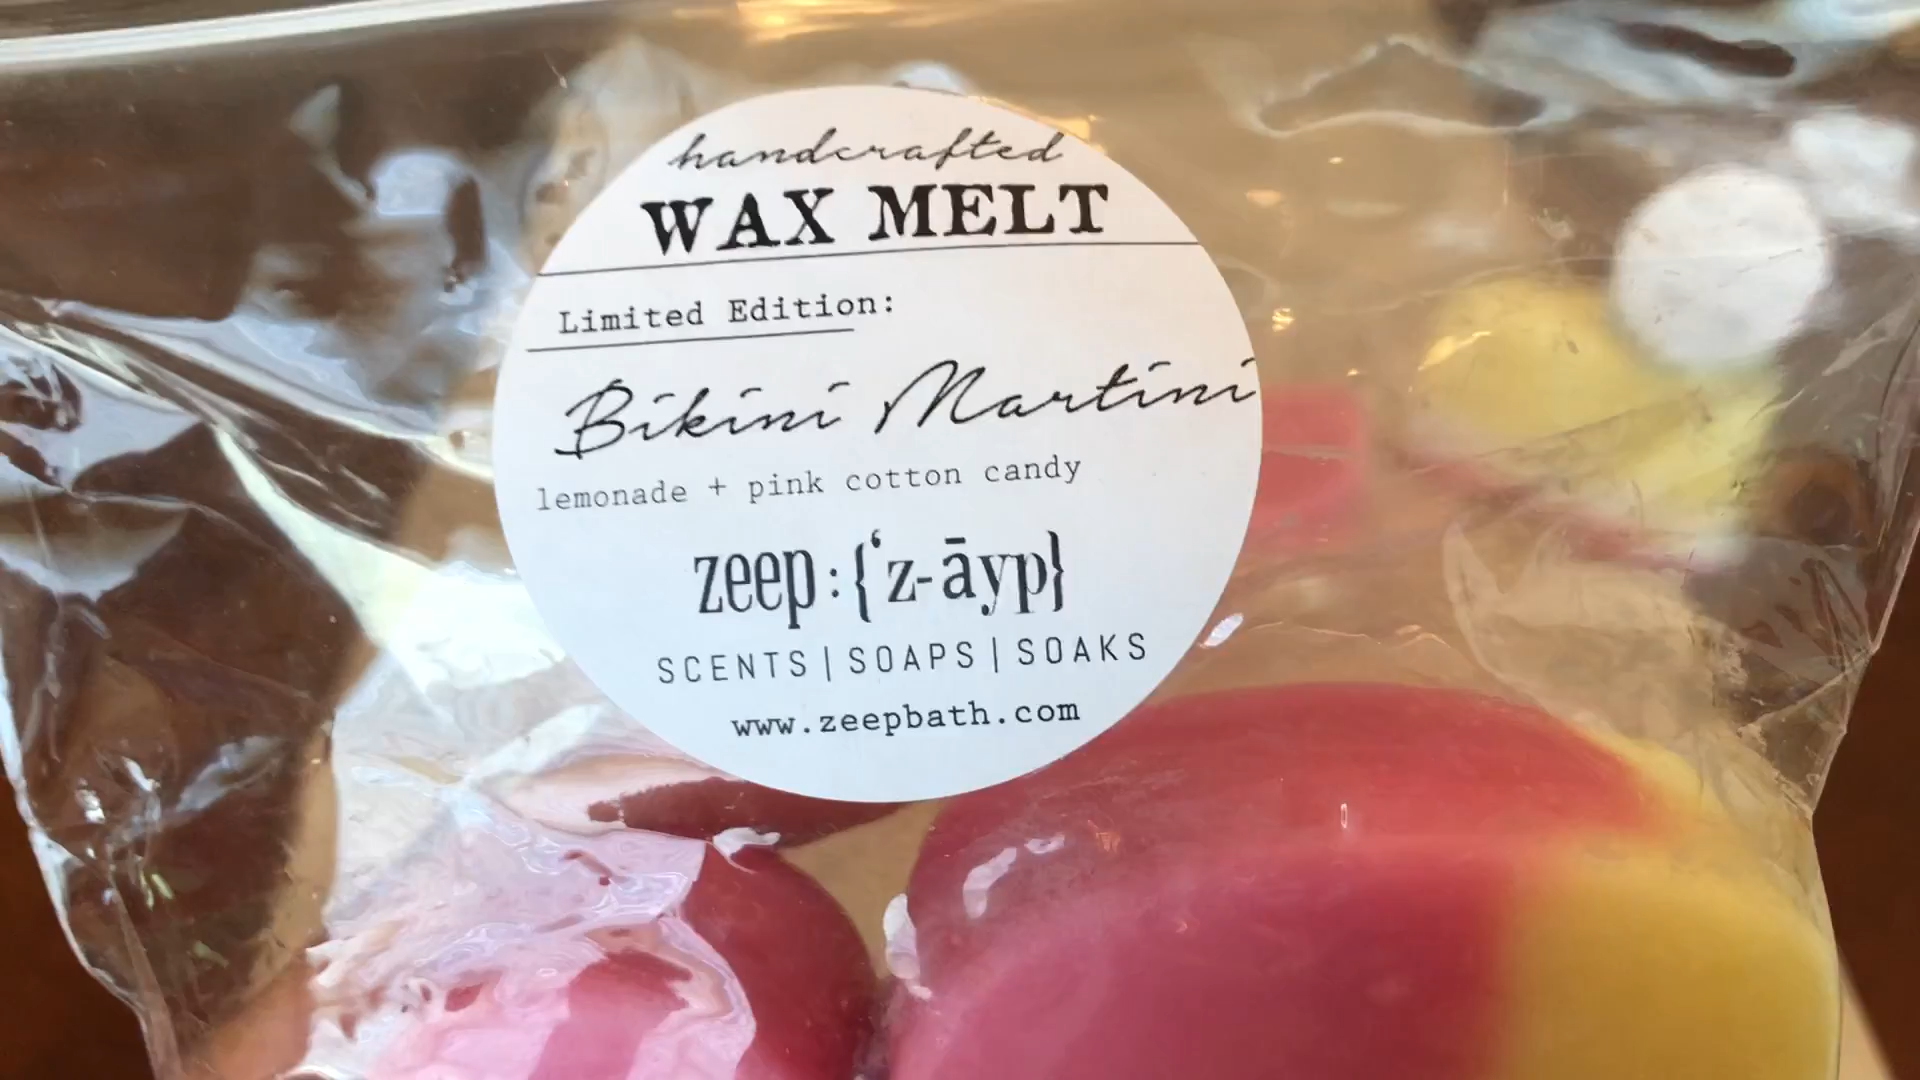 handcrafted
WAX MELT
Limited Edition:
Bikini Martini
lemonade + pink cotton candy
zeep:{'z-āyp}
SCENTS|SOAPS|SOAKS
www.zeepbath.com